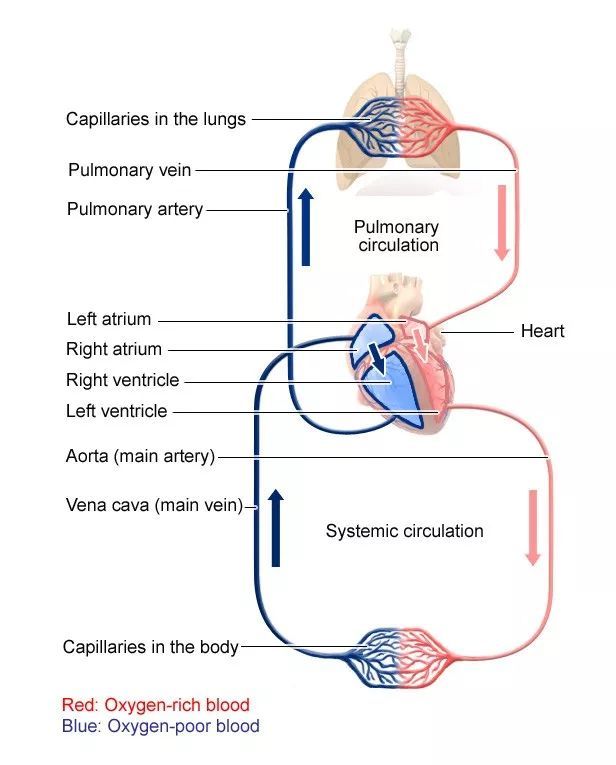 Capillaries in the lungs
Pulmonary vein
Pulmonary artery
Pulmonary
circulation
Left atrium
Heart
Right atrium
Right ventricle
Left ventricle
Aorta (main artery)
Vena cava (main vein)
Systemic circulation
Capillaries in the body
Red: Oxygen-rich blood
Blue: Oxygen-poor blood